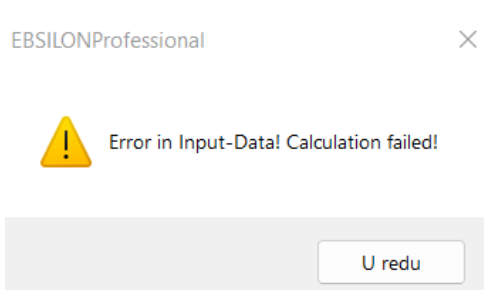 EBSILONProfessional
Error in Input-Data! Calculation failed!
U redu